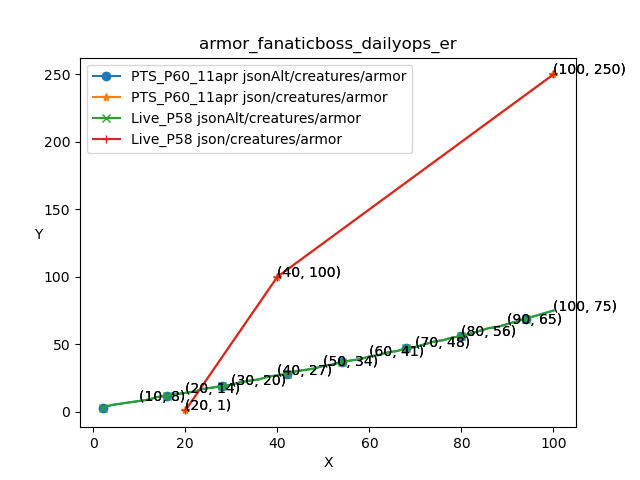 armor_fanaticboss_dailyops_er
PTS_P60_11apr jsonAlt/creatures/armor
PTS_P60_11apr json/creatures/armor
Live_P58 jsonAlt/creatures/armor
Live_P58 json/creatures/armor
(100, 250)
250
200
150
Y
100
(40, 100)
50
0
(100, 75)
(90, 65)
(80, 56)
(70, 48)
(60, 41)
(50, 34)
(40, 27)
(30, 20)
(20, 14)
(10, 8)
(20, 1)
0 20 40 60 80 100
X